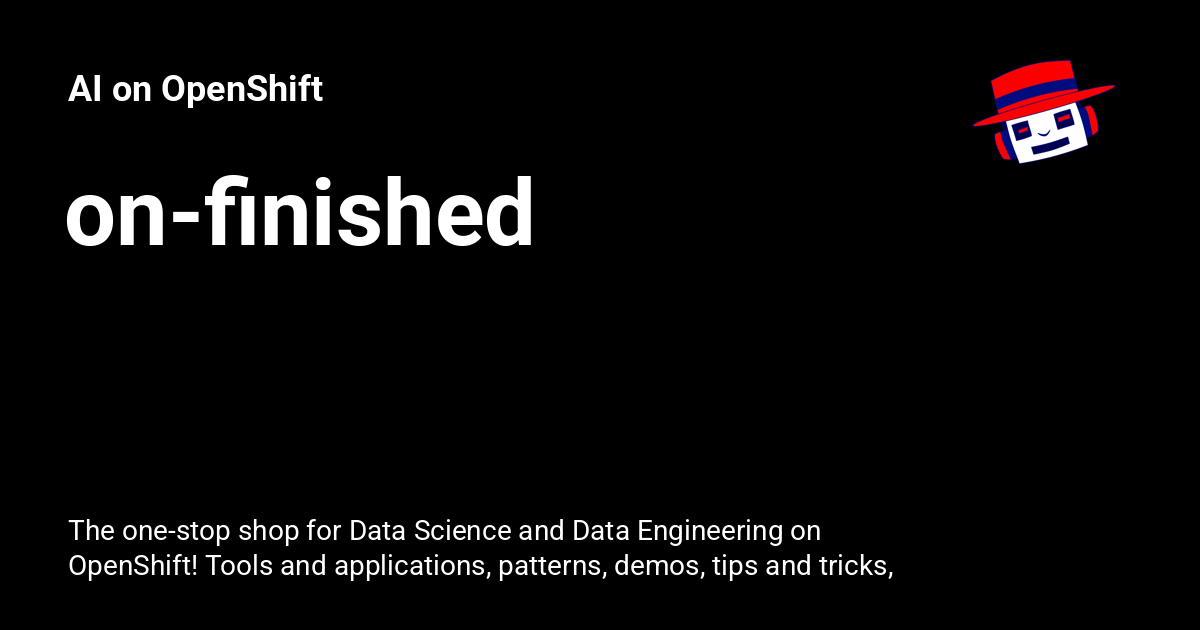 AI on OpenShift
on-finished
The one-stop shop for Data Science and Data Engineering on
OpenShift! Tools and applications, patterns, demos, tips and tricks,